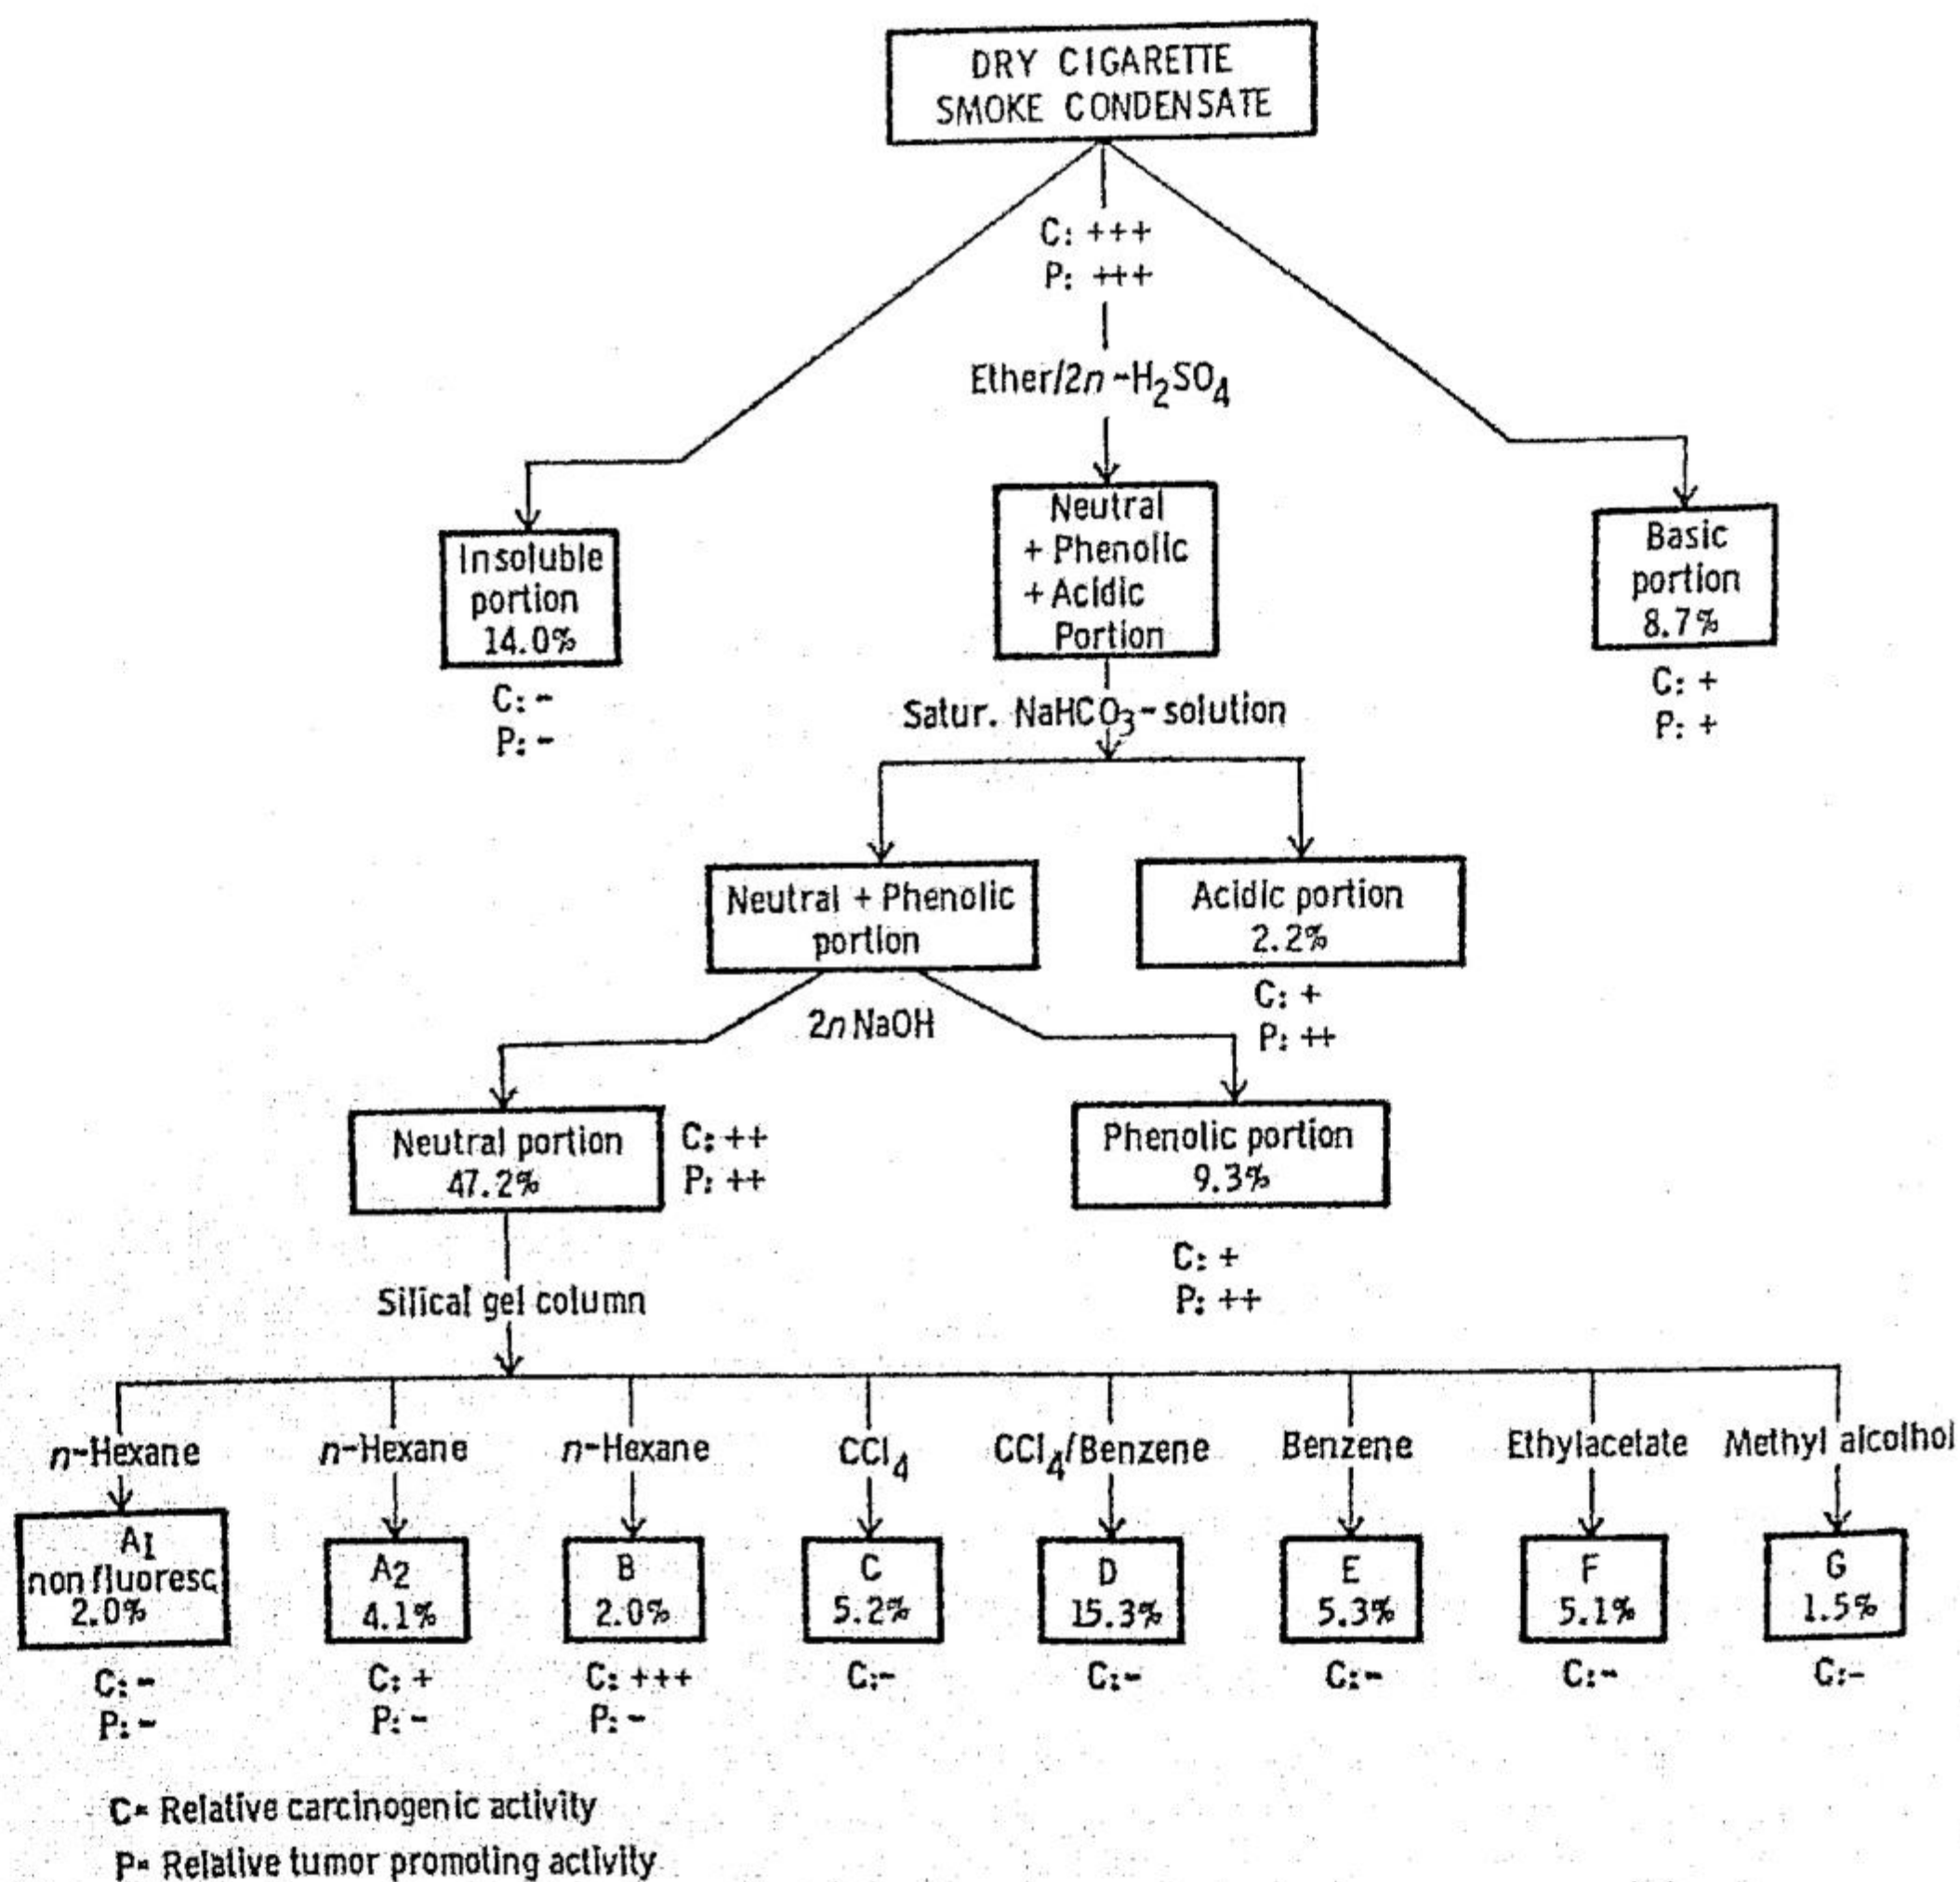 DRY CIGARETTE
SMOKE CONDENSATE
C: +++
P: +++
Ether/2n-H2SO4
Insoluble
portion
14.0%
C: -
P: -
Neutral
+ Phenolic
+ Acidic
Portion
Basic
portion
8.7%
C: +
P: +
Satur. NaHCO3-solution
Neutral + Phenolic
portion
Acidic portion
2.2%
C: +
P: ++
2n NaOH
Neutral portion
47.2%
C: ++
P: ++
Phenolic portion
9.3%
C: +
P: ++
Silical gel column
n-Hexane
n-Hexane
n-Hexane
CCl4
CCl4/Benzene
Benzene
Ethylacetate
Methyl alcolhol
A1
non fluoresc
2.0%
C: -
P: -
A2
4.1%
C: +
P: -
B
2.0%
C: +++
P: -
C
5.2%
C:-
D
15.3%
C:-
E
5.3%
C:-
F
5.1%
C:-
G
1.5%
C:-
C= Relative carcinogenic activity
P= Relative tumor promoting activity